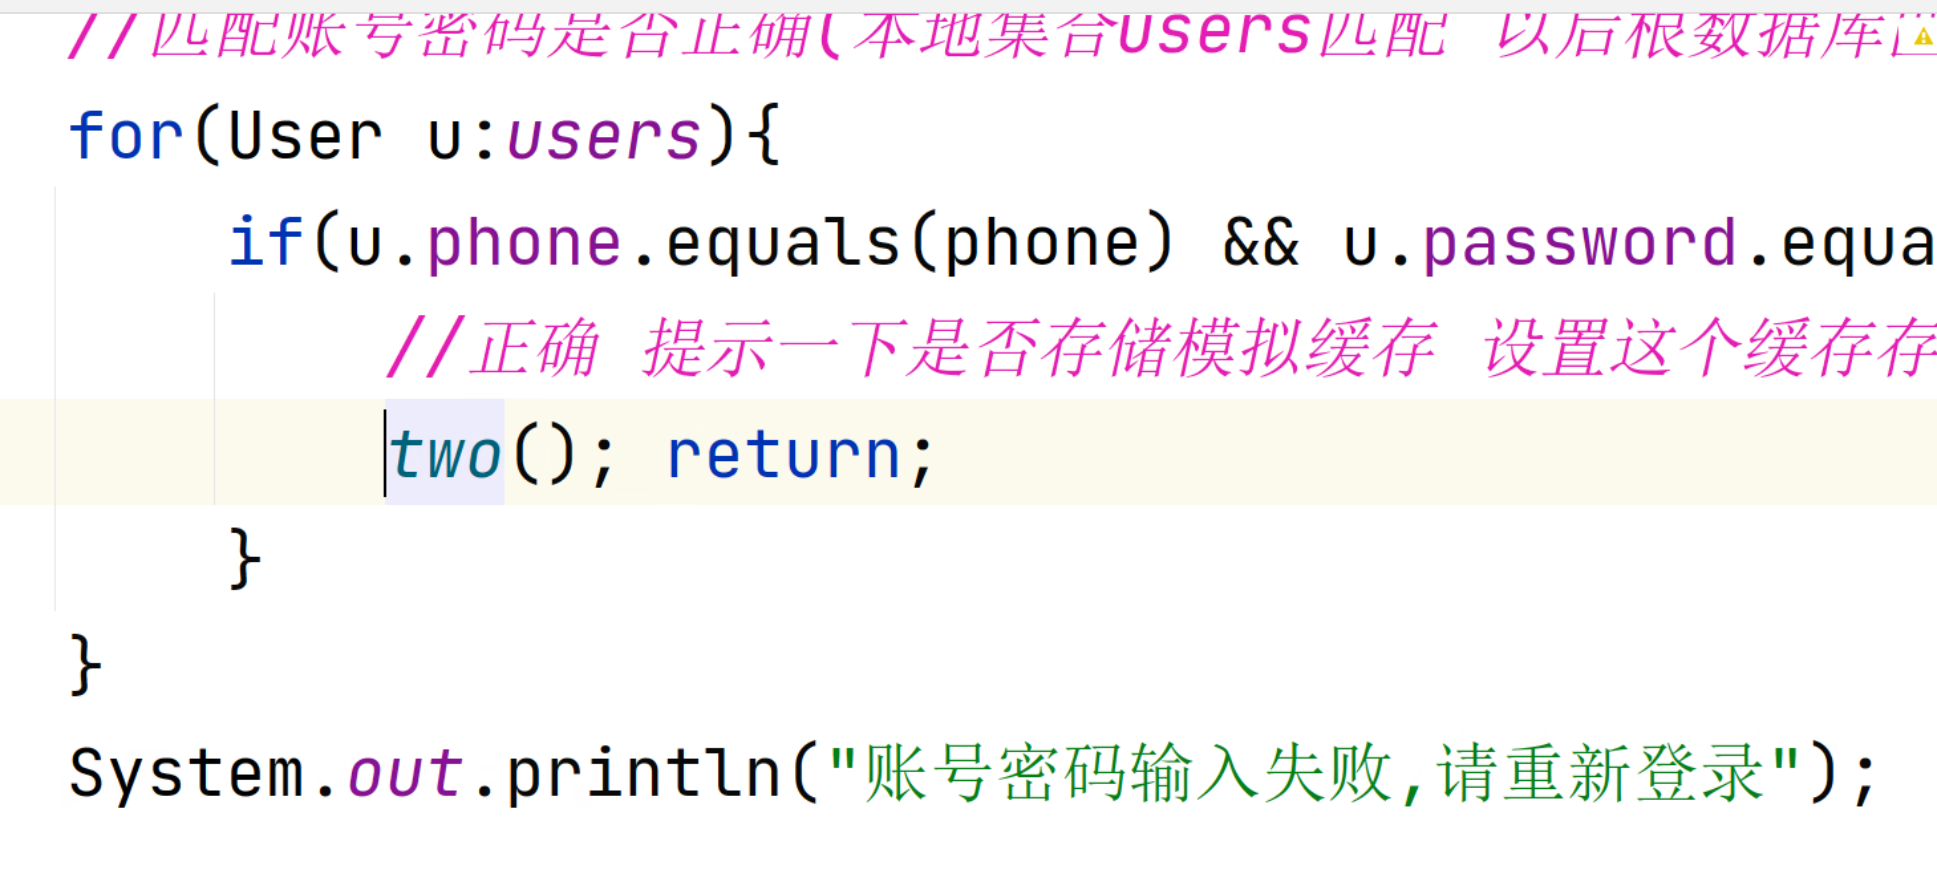 //匹配账号密码是否正确(本地集合users匹配 以后根数据库
for(User u:users){
if(u.phone.equals(phone) && u.password.equa
//正确 提示一下是否存储模拟缓存 设置这个缓存存
two(); return;
}
}
System.out.println("账号密码输入失败,请重新登录");